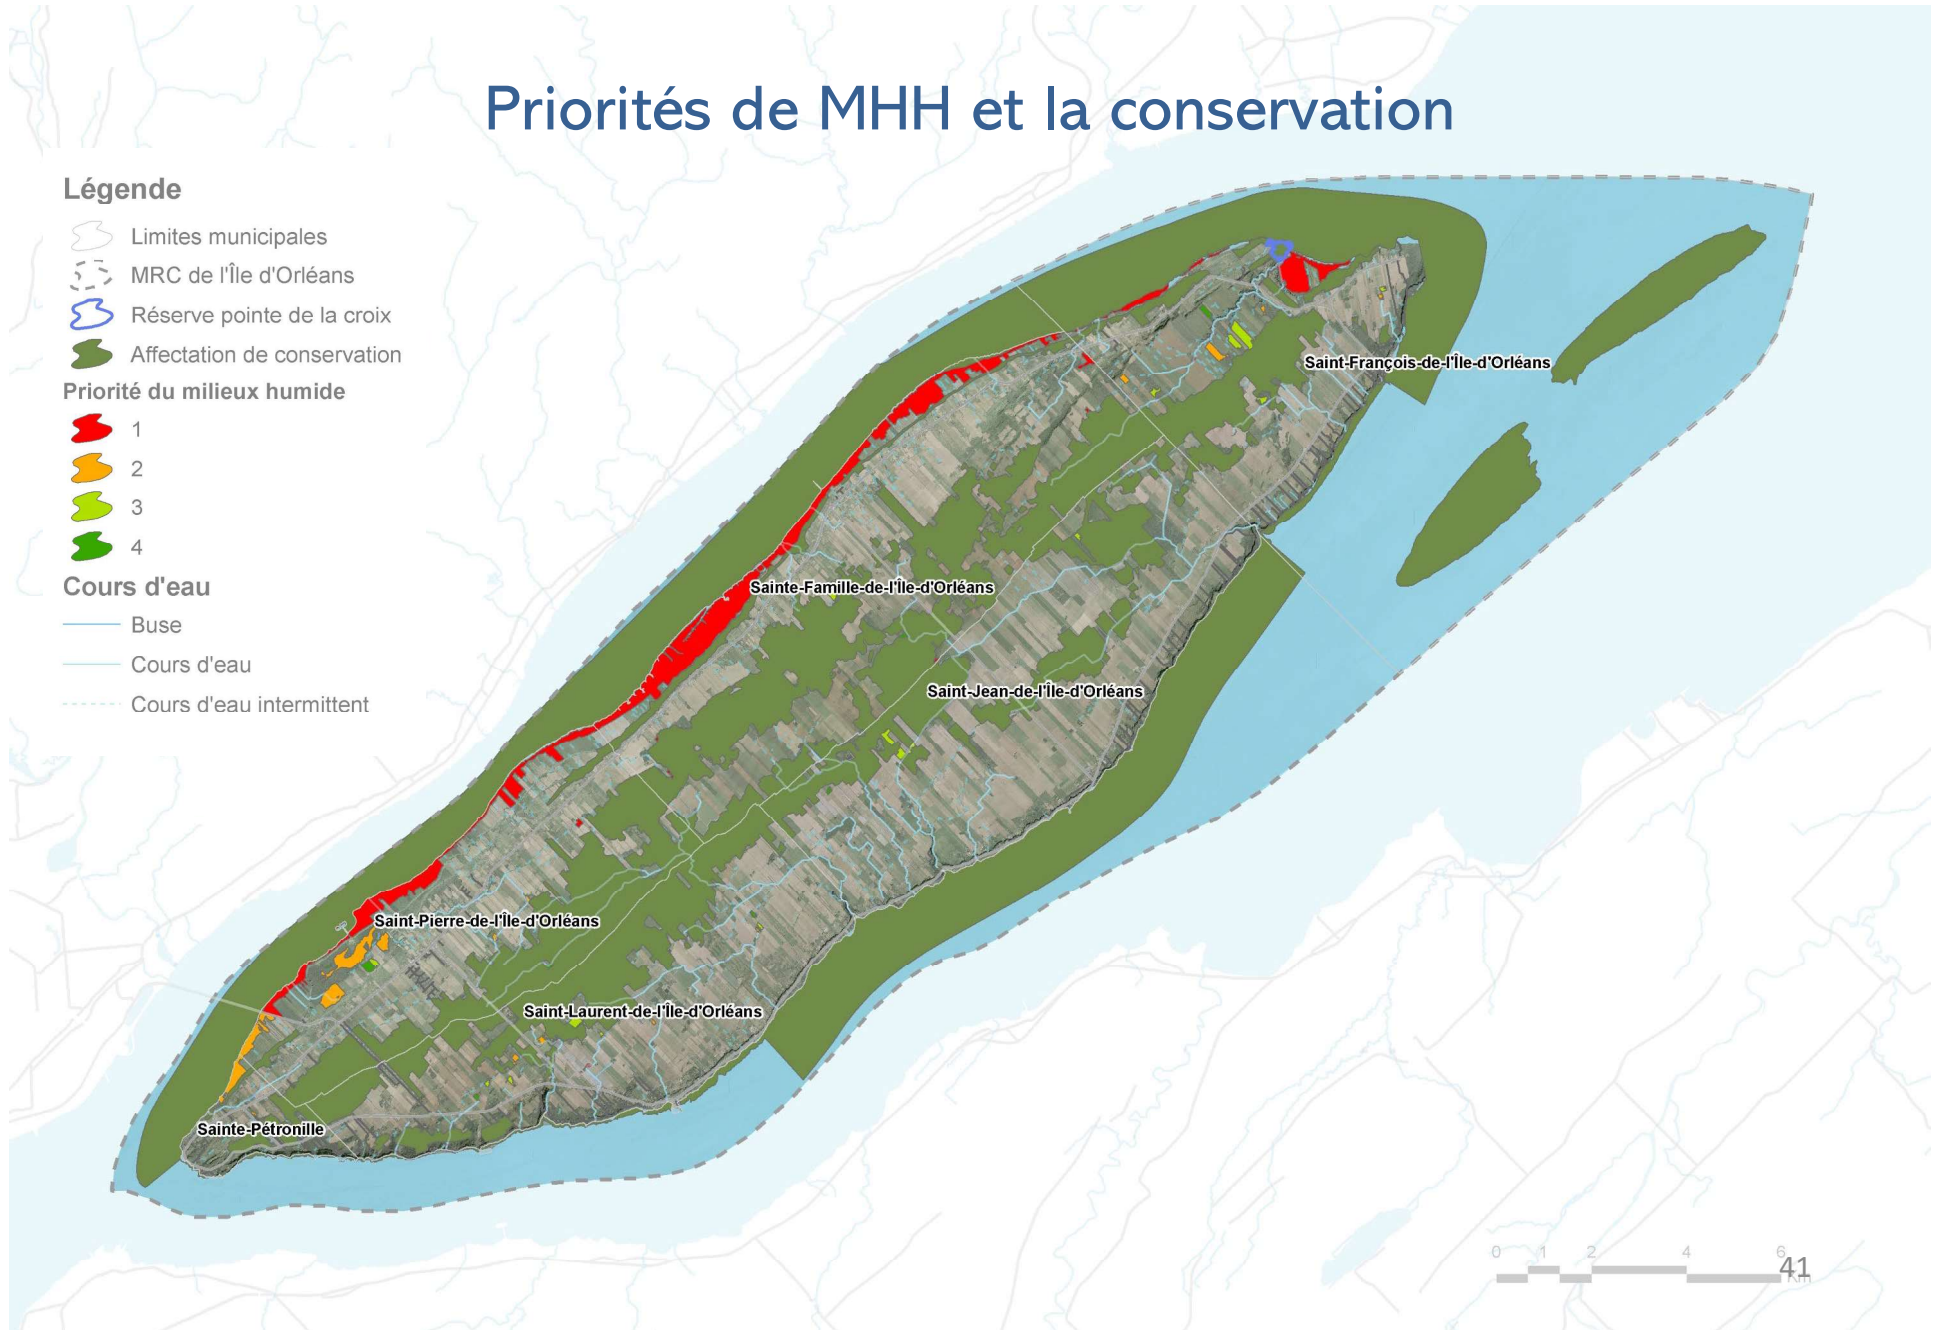 Priorités de MHH et la conservation
Légende
Limites municipales
MRC de l'Île d'Orléans
Réserve pointe de la croix
Affectation de conservation
Priorité du milieux humide
1
2
3
4
Cours d'eau
Buse
Cours d'eau
Cours d'eau intermittent
Saint-François-de-l'Île-d'Orléans
Sainte-Famille-de-l'Île-d'Orléans
Saint-Jean-de-l'Île-d'Orléans
Saint-Pierre-de-l'Île-d'Orléans
Saint-Laurent-de-l'Île-d'Orléans
Sainte-Pétronille
0 1 2 4 6
Km
41